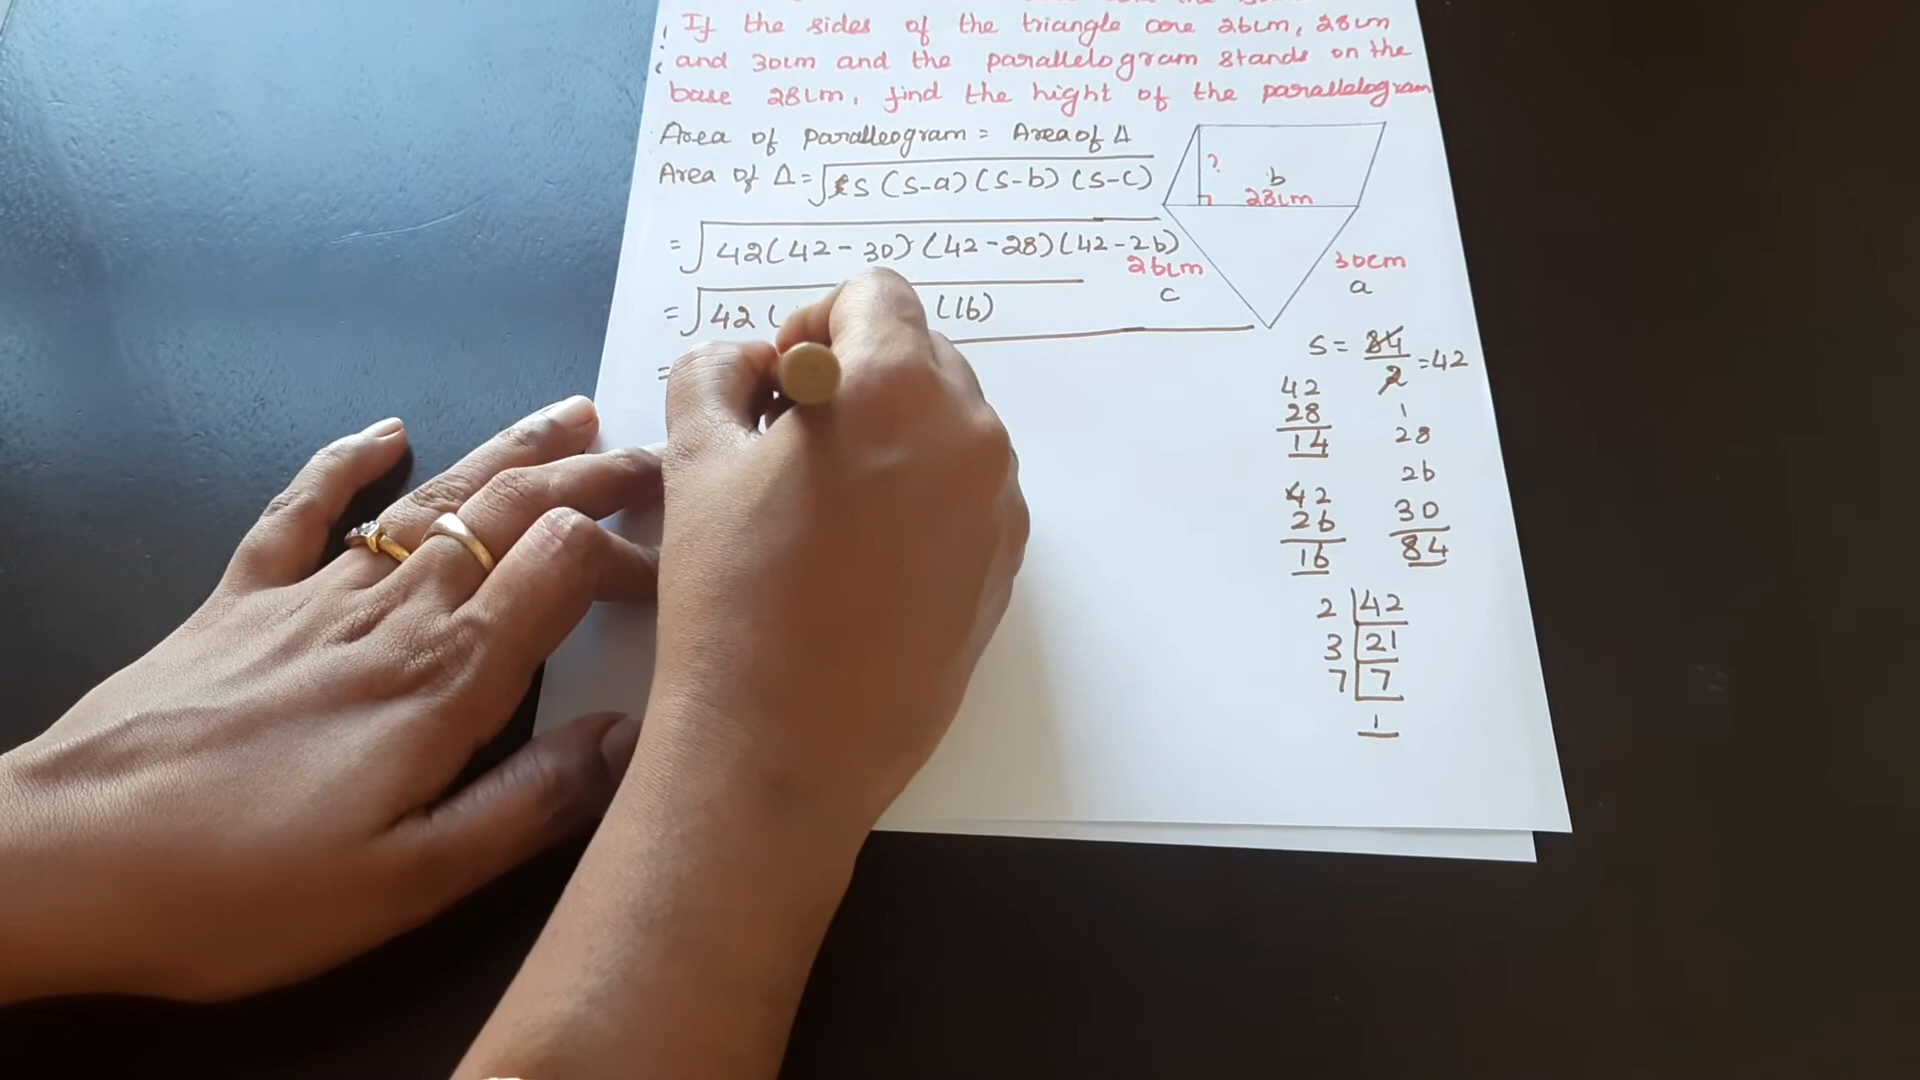 If the sides of the triangle are 26cm, 28cm
and 30cm and the parallelogram stands on the
base 28cm, find the hight of the parallelogram
Area of paralleogram = Area of Δ
Area of Δ = √s (s-a) (s-b) (s-c)
= √42(42-30) (42-28) (42-26)
= √42 ( (16)
=
?
b
28cm
26cm
c
30cm
a
s = 84/2 = 42
1
42
28
14
42
26
16
28
26
30
84
2 42
3 21
7 7
1